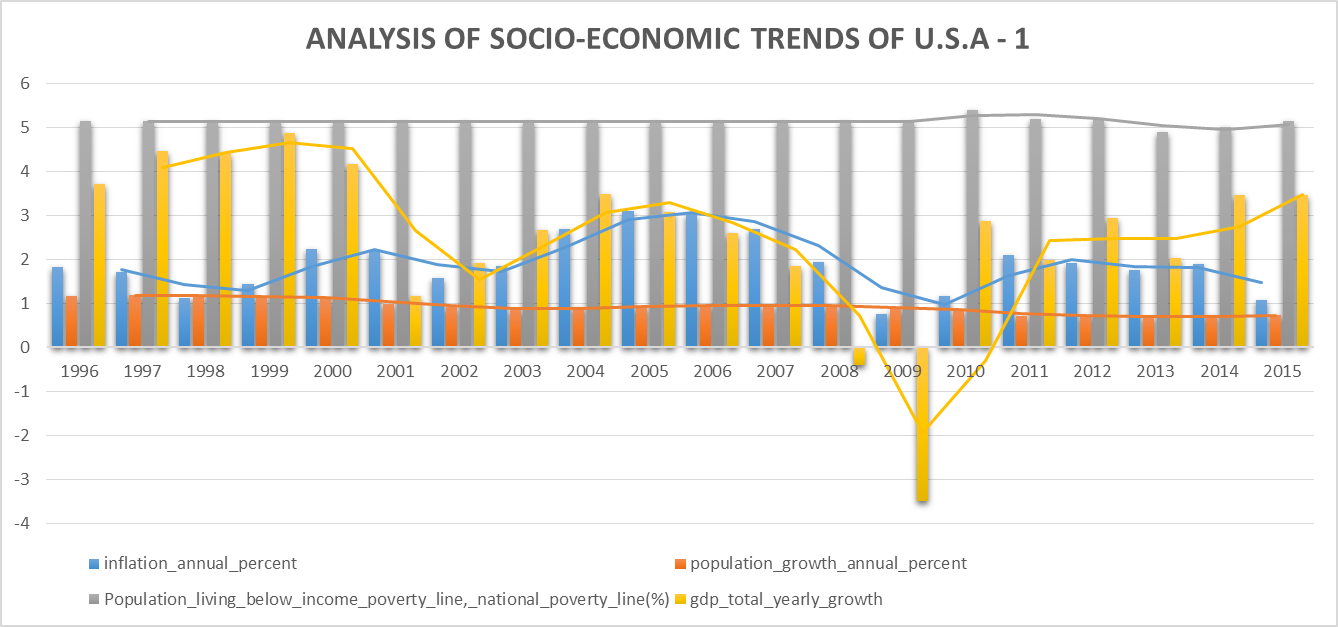 ANALYSIS OF SOCIO-ECONOMIC TRENDS OF U.S.A - 1
6
5
4
3
2
1
0
1996 1997 1998 1999 2000 2001 2002 2003 2004 2005 2006 2007 2008 2009 2010 2011 2012 2013 2014 2015
-1
-2
-3
-4
inflation_annual_percent population_growth_annual_percent
Population_living_below_income_poverty_line,_national_poverty_line(%) gdp_total_yearly_growth